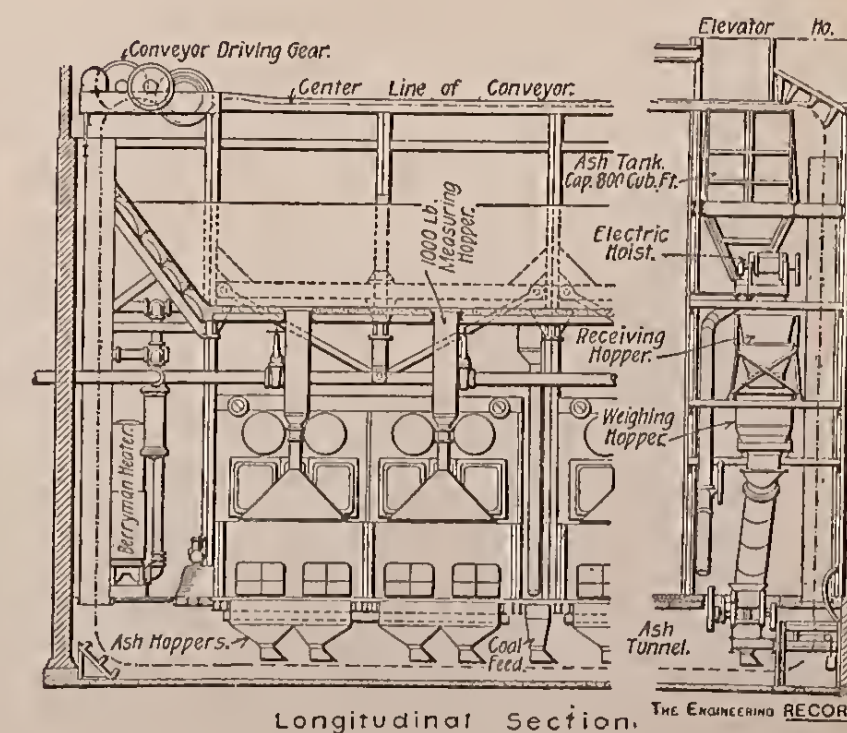 Conveyor Driving Gear.
Center Line of Conveyor.
1000 Lb.
Measuring
Hopper.
Berryman Heater.
Ash Hoppers.
Coal
Feed.
Elevator Ho.
Ash Tank.
Cap. 800 Cub. Ft.
Electric
Hoist.
Receiving
Hopper.
Weighing
Hopper.
Ash
Tunnel.
Longitudinal Section.
THE ENGINEERING RECOR